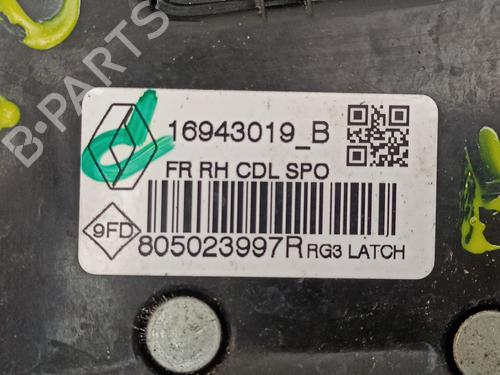 16943019_B
FR RH CDL SPO
9FD
805023997R RG3 LATCH
B-PARTS